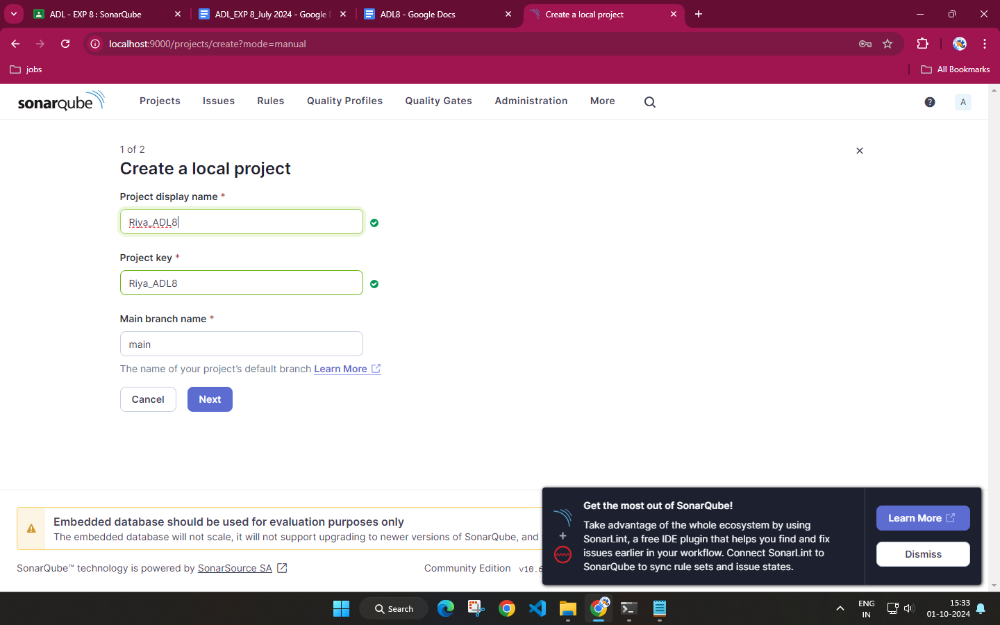 ADL - EXP 8 : SonarQube
ADL_EXP 8_July 2024 - Google
ADL8 - Google Docs
Create a local project
localhost:9000/projects/create?mode=manual
jobs
All Bookmarks
sonarqube
Projects
Issues
Rules
Quality Profiles
Quality Gates
Administration
More
?
A
1 of 2
Create a local project
Project display name *
Riya_ADL8
Project key *
Riya_ADL8
Main branch name *
main
The name of your project’s default branch Learn More
Cancel
Next
Embedded database should be used for evaluation purposes only
The embedded database will not scale, it will not support upgrading to newer versions of SonarQube, and
SonarQube™ technology is powered by SonarSource SA
Community Edition
v10.6
Get the most out of SonarQube!
Take advantage of the whole ecosystem by using
SonarLint, a free IDE plugin that helps you find and fix
issues earlier in your workflow. Connect SonarLint to
SonarQube to sync rule sets and issue states.
Learn More
Dismiss
Search
ENG
IN
15:33
01-10-2024